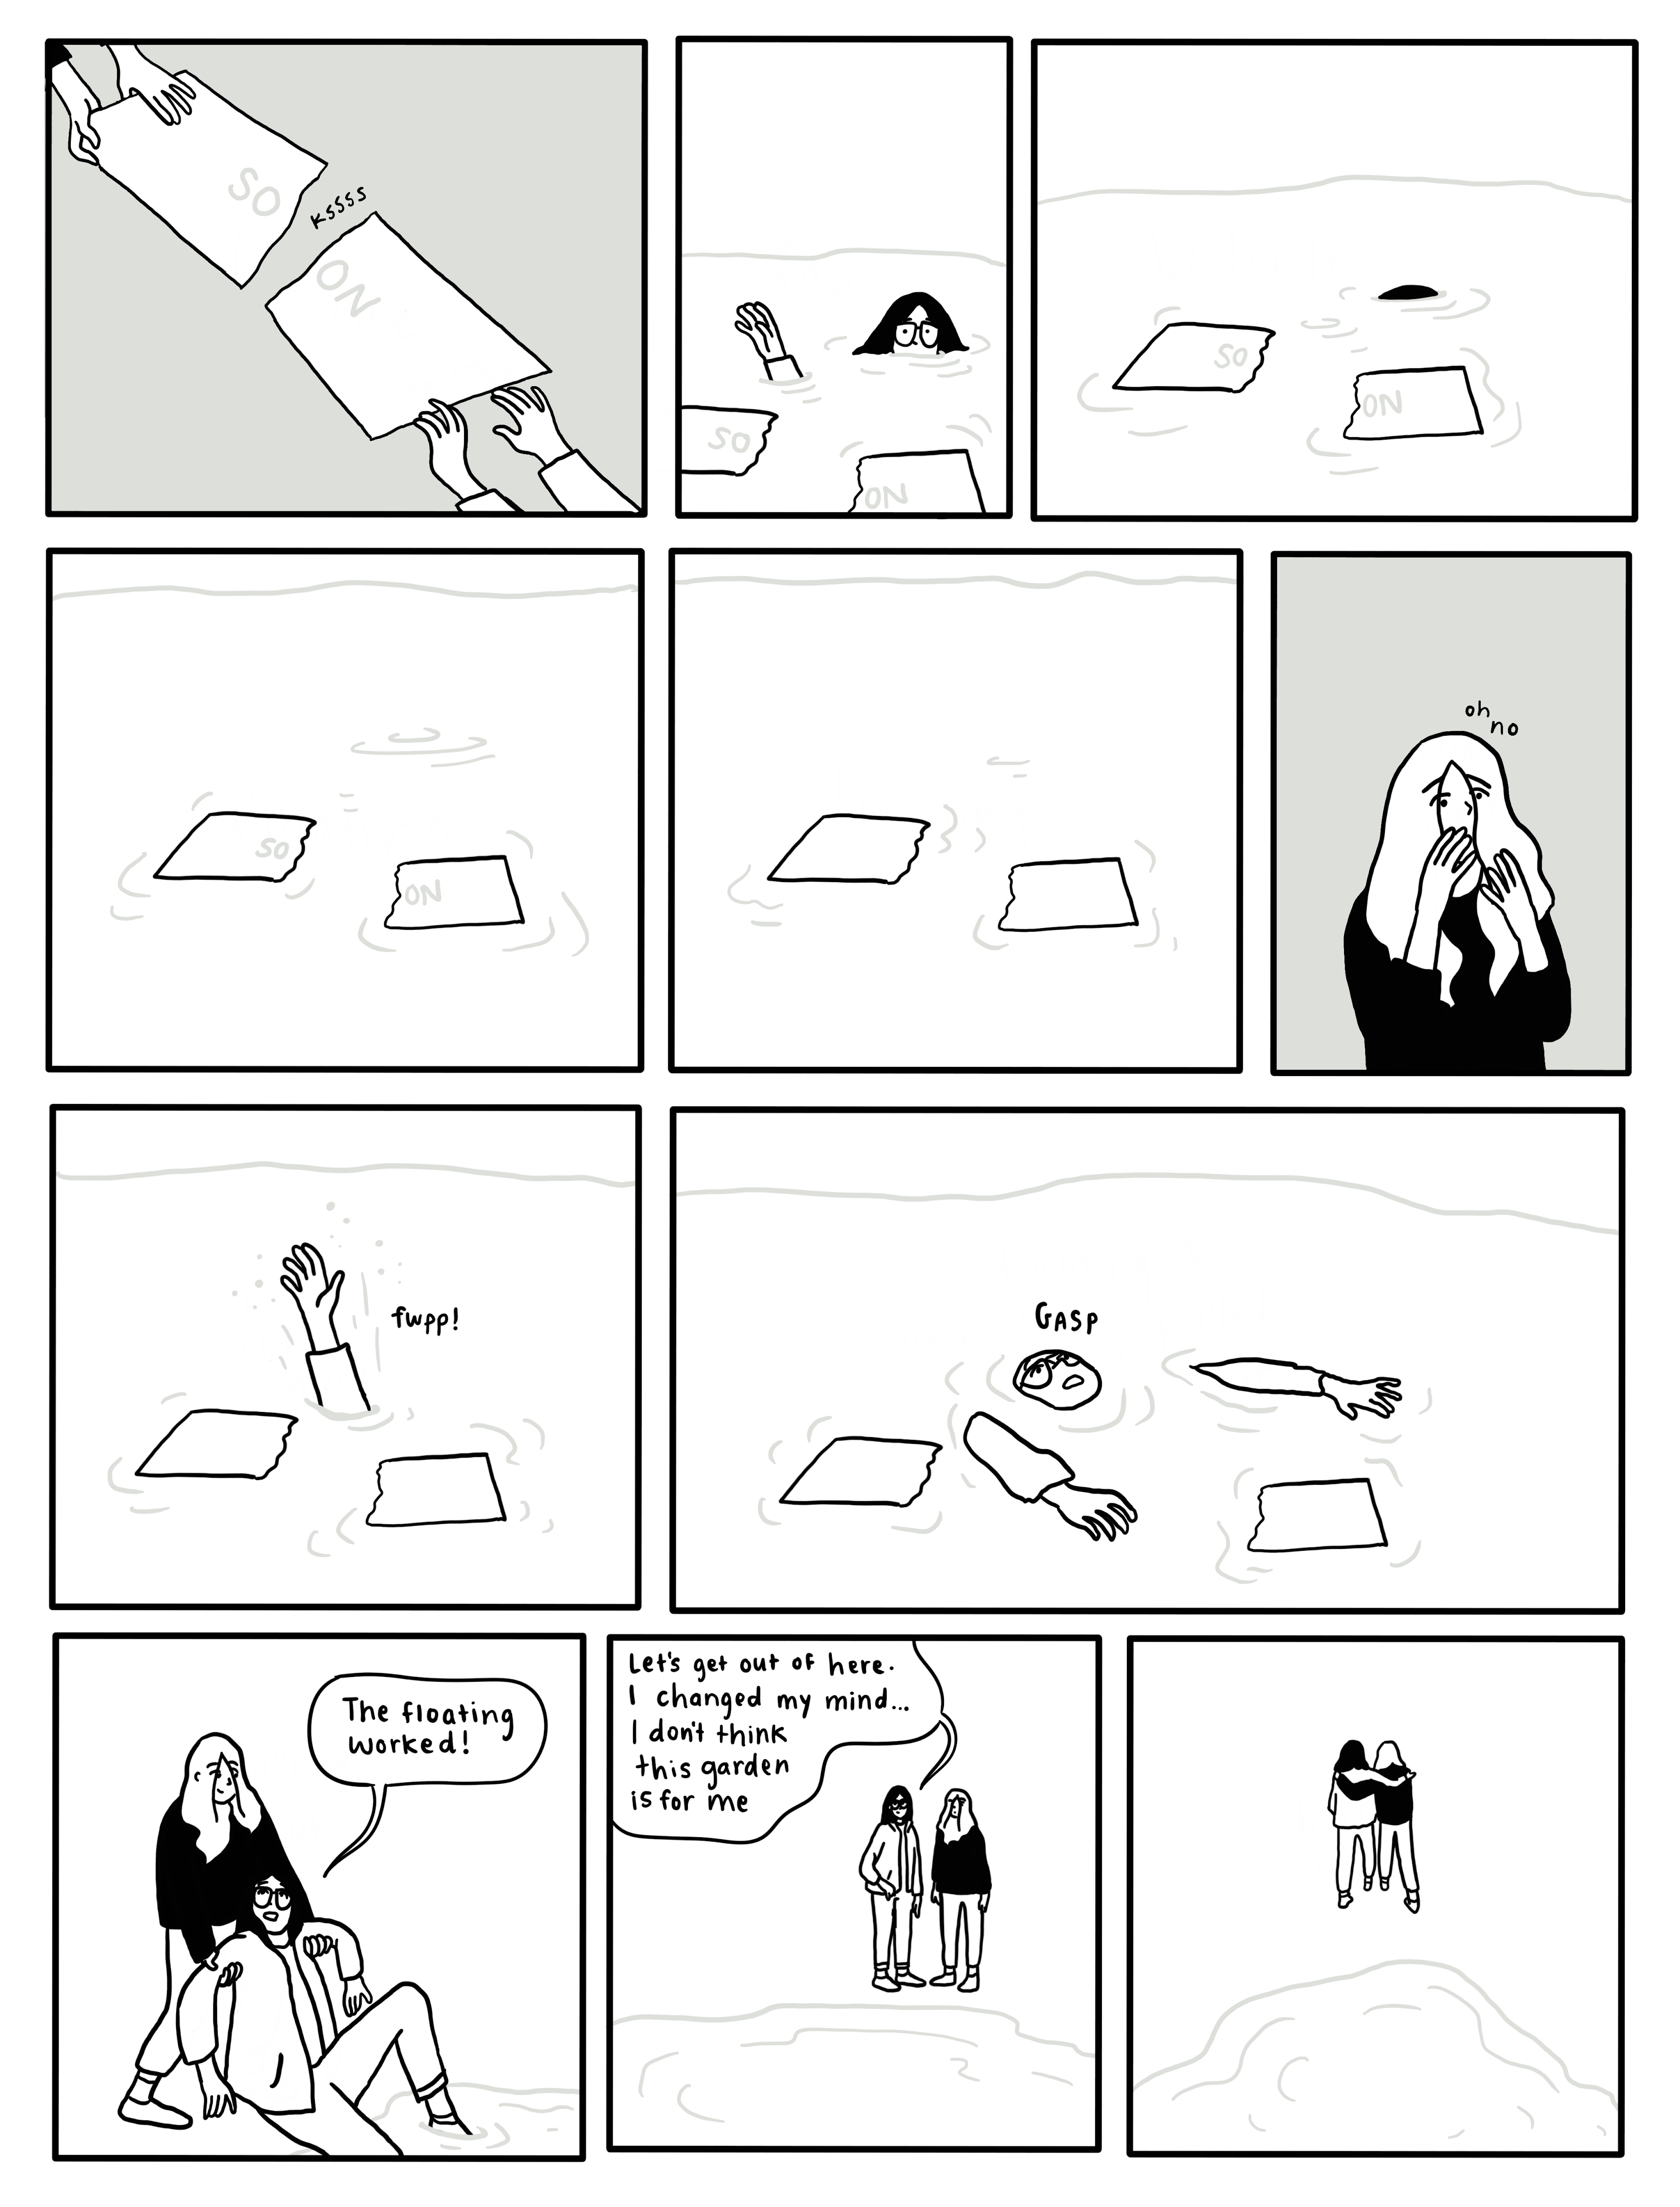 SO
KSSSS
ON
SO
ON
SO
ON
SO
ON
oh
no
fwpp!
GASP
The floating
worked!
Let's get out of here.
I changed my mind...
I don't think
this garden
is for me